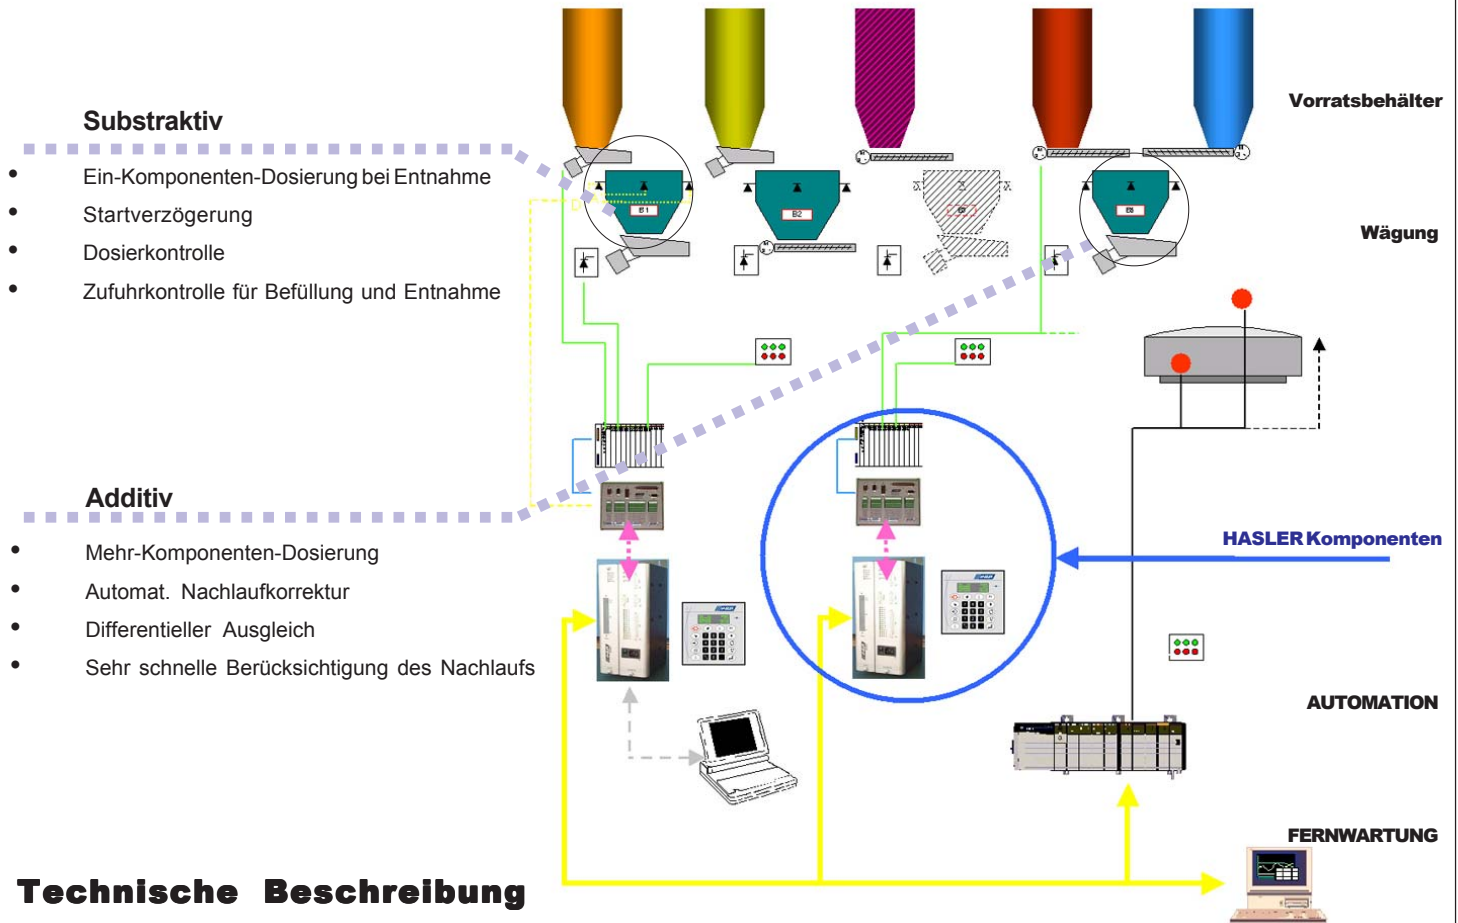 Substraktiv
Ein-Komponenten-Dosierung bei Entnahme
Startverzögerung
Dosierkontrolle
Zufuhrkontrolle für Befüllung und Entnahme
Additiv
Mehr-Komponenten-Dosierung
Automat. Nachlaufkorrektur
Differentieller Ausgleich
Sehr schnelle Berücksichtigung des Nachlaufs
Technische Beschreibung
Vorratsbehälter
B1
B2
Wägung
HASLER Komponenten
AUTOMATION
FERNWARTUNG